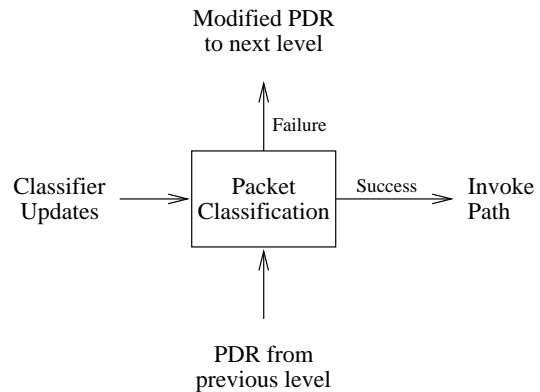 Modified PDR
to next level
Failure
Classifier
Updates
Packet
Classification
Success
Invoke
Path
PDR from
previous level